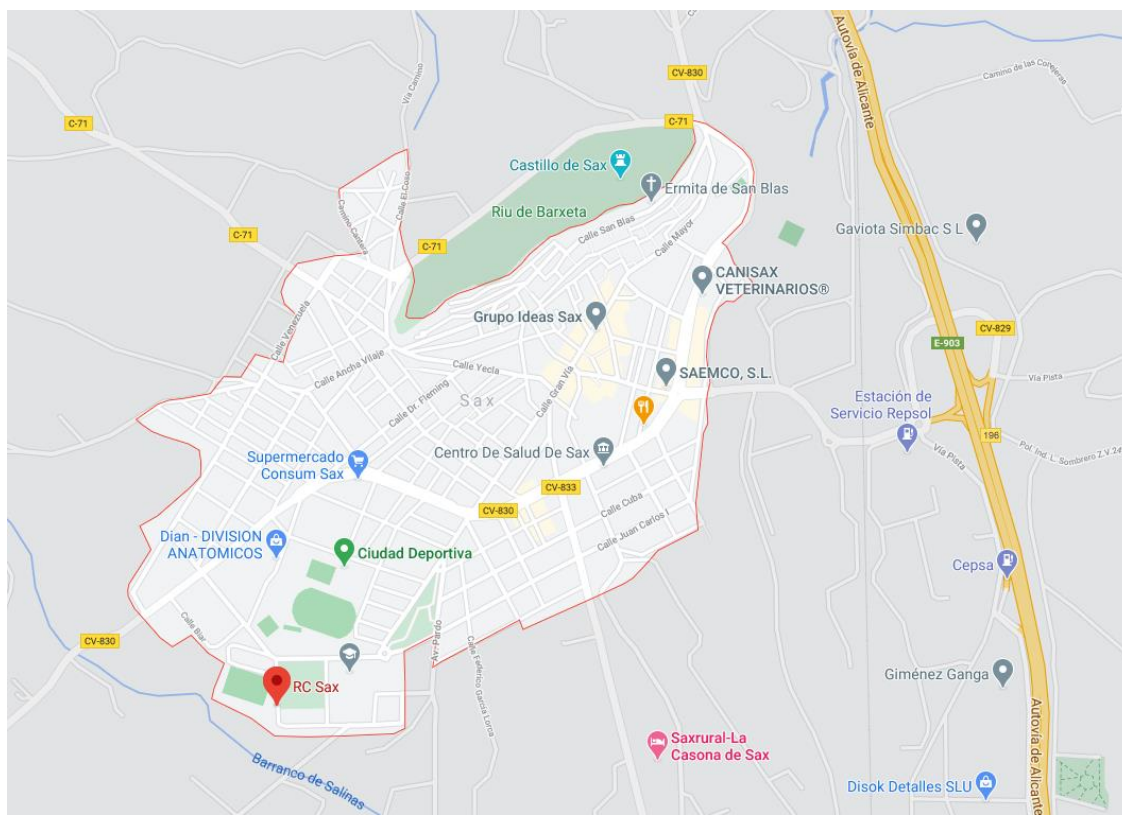 CV-830
Autovía de Alicante
Camino de las Conejeras
Vía Camino
C-71
C-71
Castillo de Sax
Ermita de San Blas
Calle El Coso
Camino Cantera
Riu de Barxeta
Calle San Blas
Calle Mayor
Gaviota Simbac S L
C-71
C-71
CANISAX
VETERINARIOS®
Calle Venezuela
Grupo Ideas Sax
CV-829
E-903
Calle Ancha Vilaje
Calle Yecla
SAEMCO, S.L.
Vía Pista
Calle Dr. Fleming
Sax
Calle Gran Vía
Estación de
Servicio Repsol
196
Pol. Ind. L. Sombrero Z.V. 24
Vía Pista
Centro De Salud De Sax
Supermercado
Consum Sax
CV-833
CV-830
Calle Cuba
Calle Juan Carlos I
Dian - DIVISION
ANATOMICOS
Ciudad Deportiva
Cepsa
Calle Biar
CV-830
Av. Pardo
Calle Federico García Lorca
RC Sax
Giménez Ganga
Autovía de Alicante
Saxrural-La
Casona de Sax
Barranco de Salinas
Disok Detalles SLU